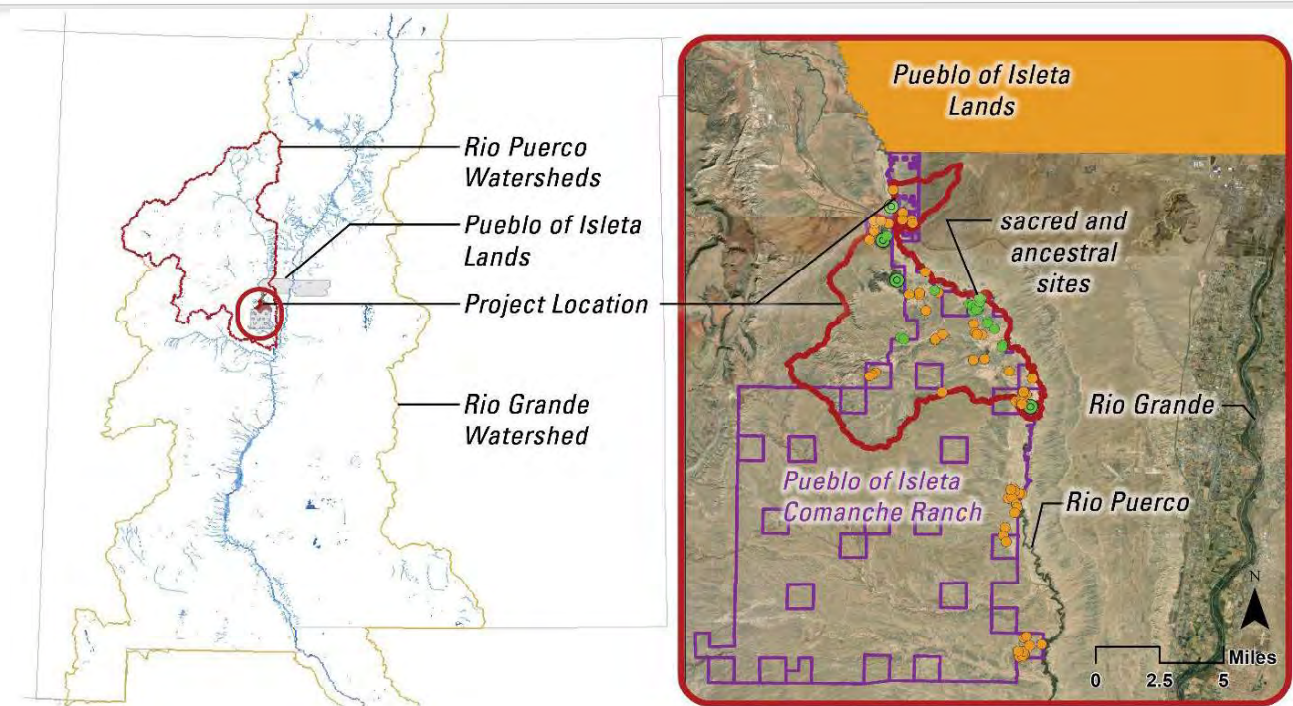 Rio Puerco
Watersheds
Pueblo of Isleta
Lands
Project Location
Rio Grande
Watershed
Pueblo of Isleta
Lands
sacred and
ancestral
sites
Rio Grande
Pueblo of Isleta
Comanche Ranch
Rio Puerco
N
Miles
0 2.5 5